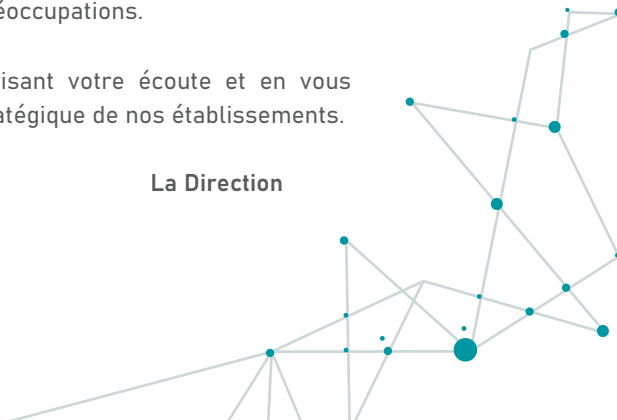 éoccupations.
isant votre écoute et en vous
atégique de nos établissements.
La Direction